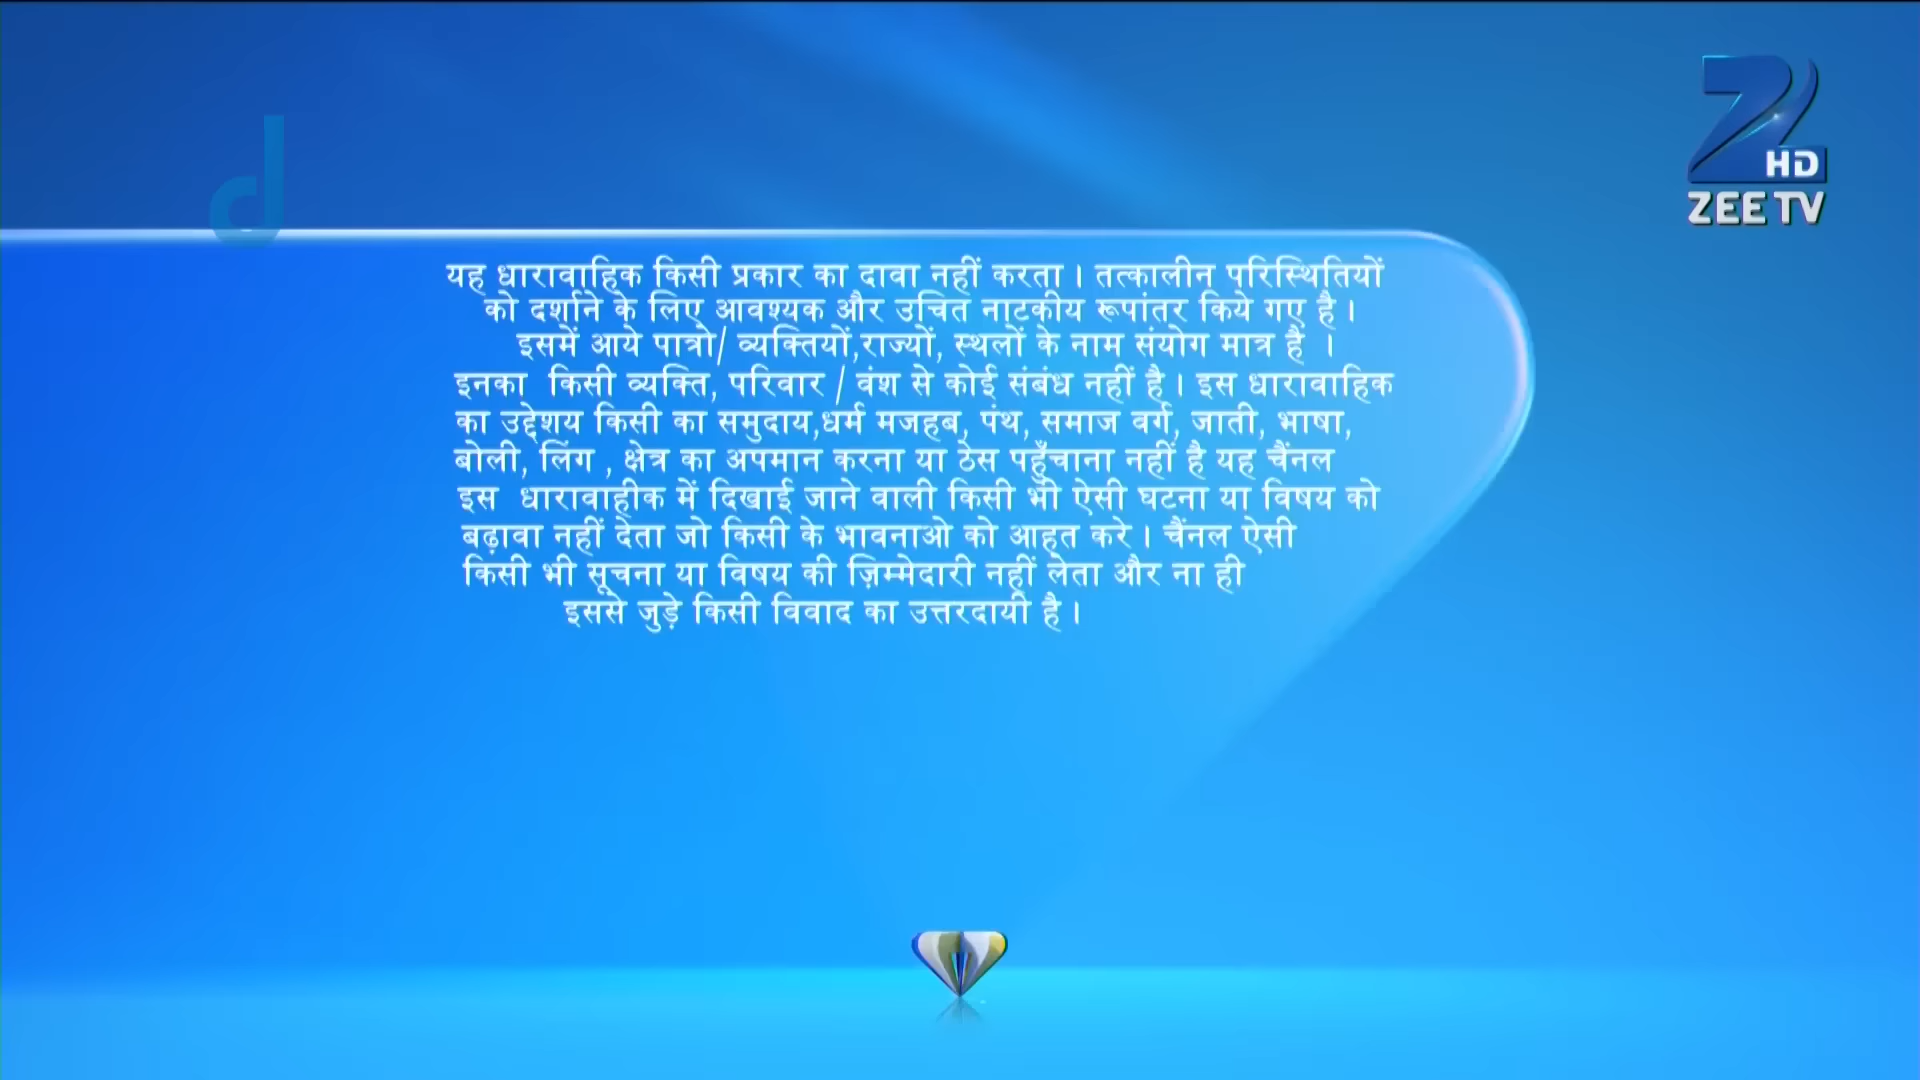 d
HD
ZEE TV
यह धारावाहिक किसी प्रकार का दावा नहीं करता । तत्कालीन परिस्थितियों
को दर्शाने के लिए आवश्यक और उचित नाटकीय रूपांतर किये गए है ।
इसमें आये पात्रो/ व्यक्तियों,राज्यों, स्थलों के नाम संयोग मात्र है ।
इनका किसी व्यक्ति, परिवार / वंश से कोई संबंध नहीं है । इस धारावाहिक
का उद्देशय किसी का समुदाय,धर्म मजहब, पंथ, समाज वर्ग, जाती, भाषा,
बोली, लिंग , क्षेत्र का अपमान करना या ठेस पहुँचाना नहीं है यह चैंनल
इस धारावाहीक में दिखाई जाने वाली किसी भी ऐसी घटना या विषय को
बढ़ावा नहीं देता जो किसी के भावनाओ को आहत करे । चैंनल ऐसी
किसी भी सूचना या विषय की ज़िम्मेदारी नहीं लेता और ना ही
इससे जुड़े किसी विवाद का उत्तरदायी है ।